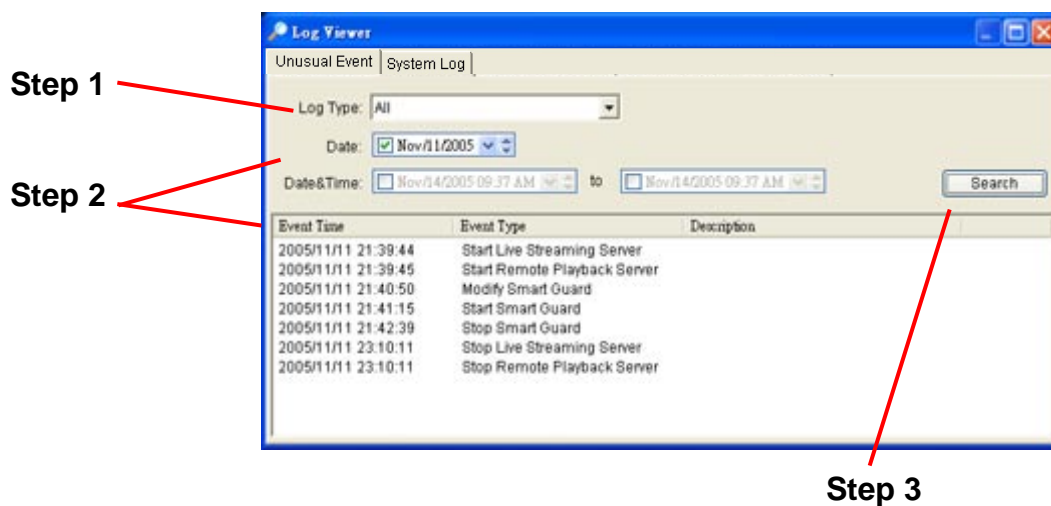 Log Viewer
Unusual Event System Log
Step 1
Log Type: All
Date: Nov/11/2005
Step 2
Date&Time: Nov/14/2005 09:37 AM to Nov/14/2005 09:37 AM Search
Event Time Event Type Description
2005/11/11 21:39:44 Start Live Streaming Server
2005/11/11 21:39:45 Start Remote Playback Server
2005/11/11 21:40:50 Modify Smart Guard
2005/11/11 21:41:15 Start Smart Guard
2005/11/11 21:42:39 Stop Smart Guard
2005/11/11 23:10:11 Stop Live Streaming Server
2005/11/11 23:10:11 Stop Remote Playback Server
Step 3